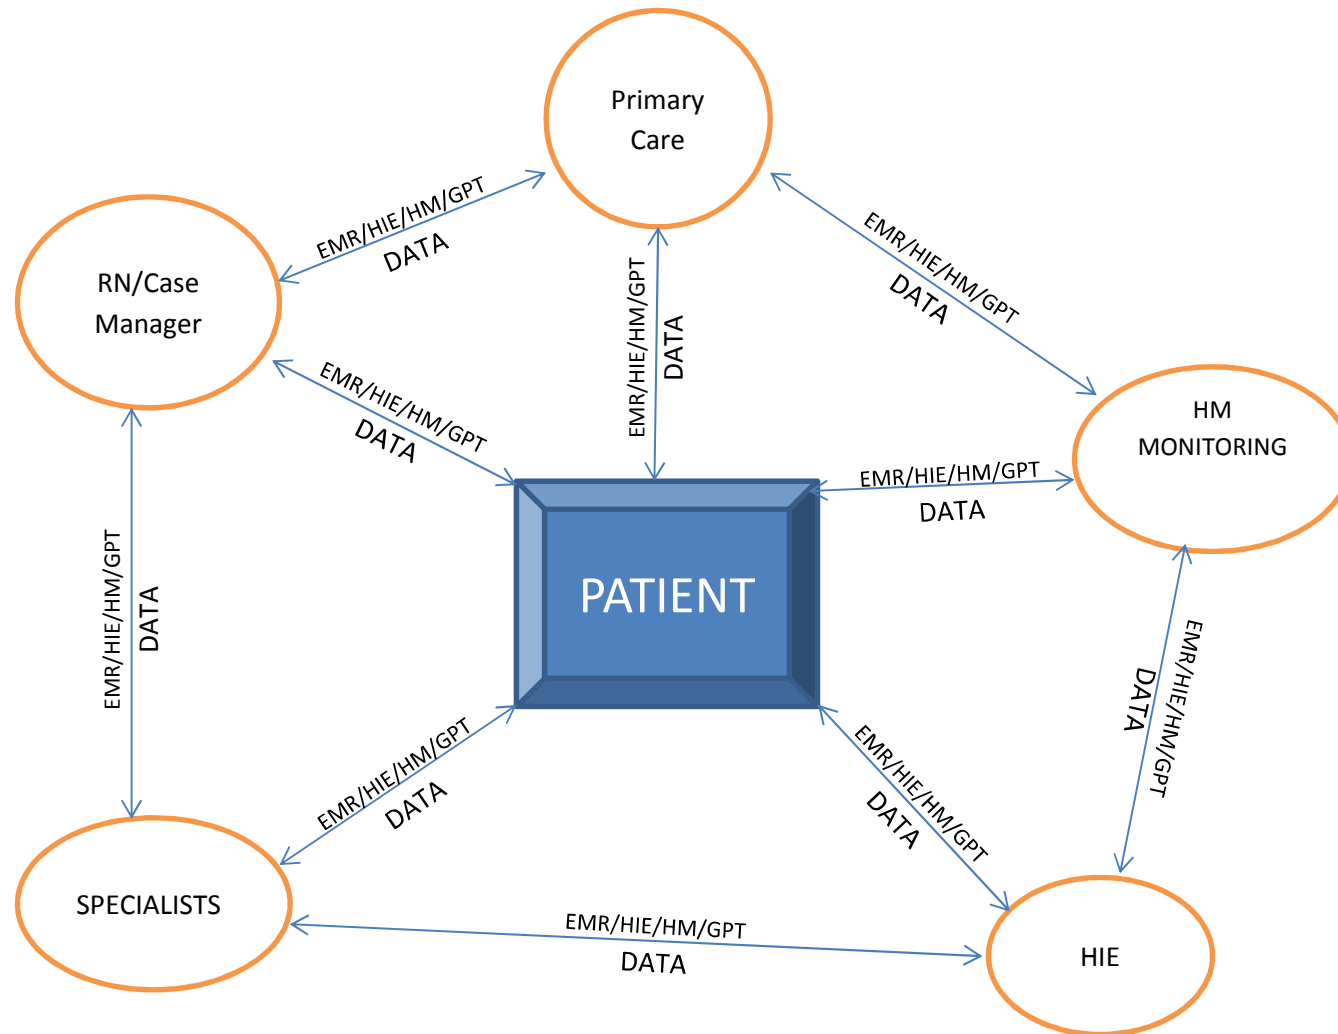 Primary
Care
EMR/HIE/HM/GPT
DATA
EMR/HIE/HM/GPT
DATA
EMR/HIE/HM/GPT
DATA
RN/Case
Manager
EMR/HIE/HM/GPT
DATA
HM
MONITORING
EMR/HIE/HM/GPT
DATA
PATIENT
EMR/HIE/HM/GPT
DATA
EMR/HIE/HM/GPT
DATA
EMR/HIE/HM/GPT
DATA
EMR/HIE/HM/GPT
DATA
SPECIALISTS
EMR/HIE/HM/GPT
DATA
HIE